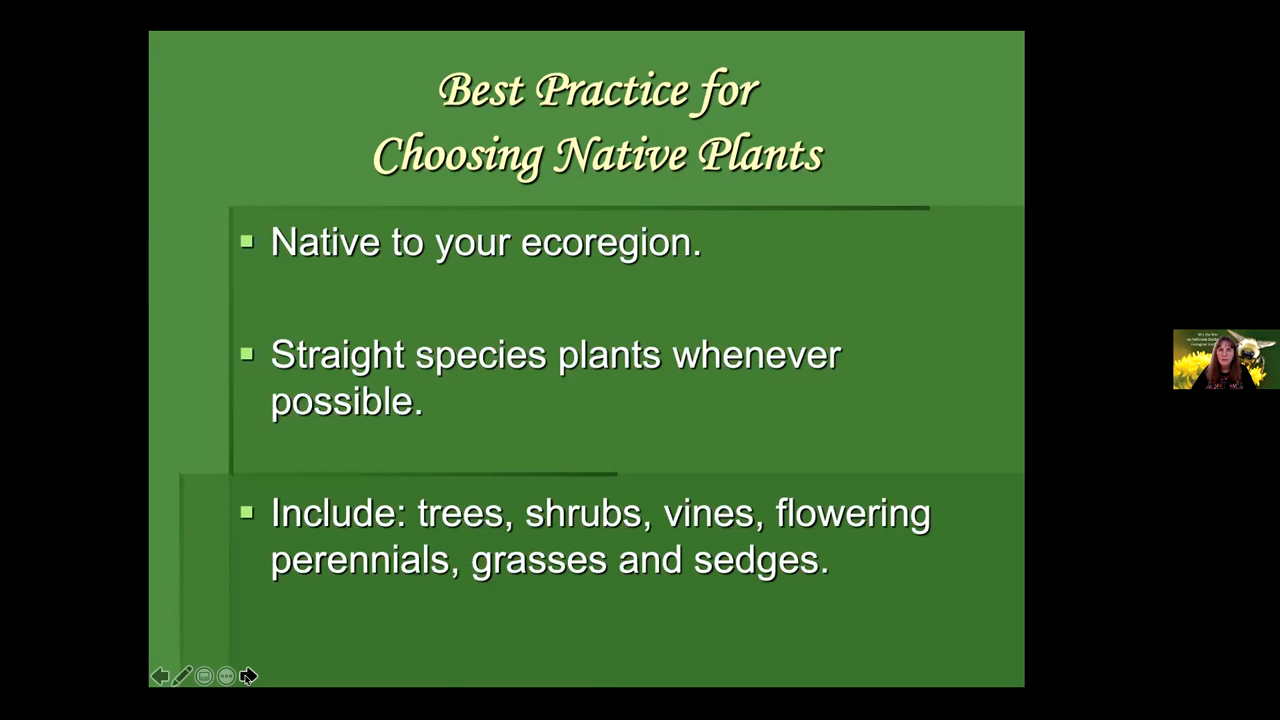 Best Practice for
Choosing Native Plants
Native to your ecoregion.
Straight species plants whenever
possible.
Include: trees, shrubs, vines, flowering
perennials, grasses and sedges.